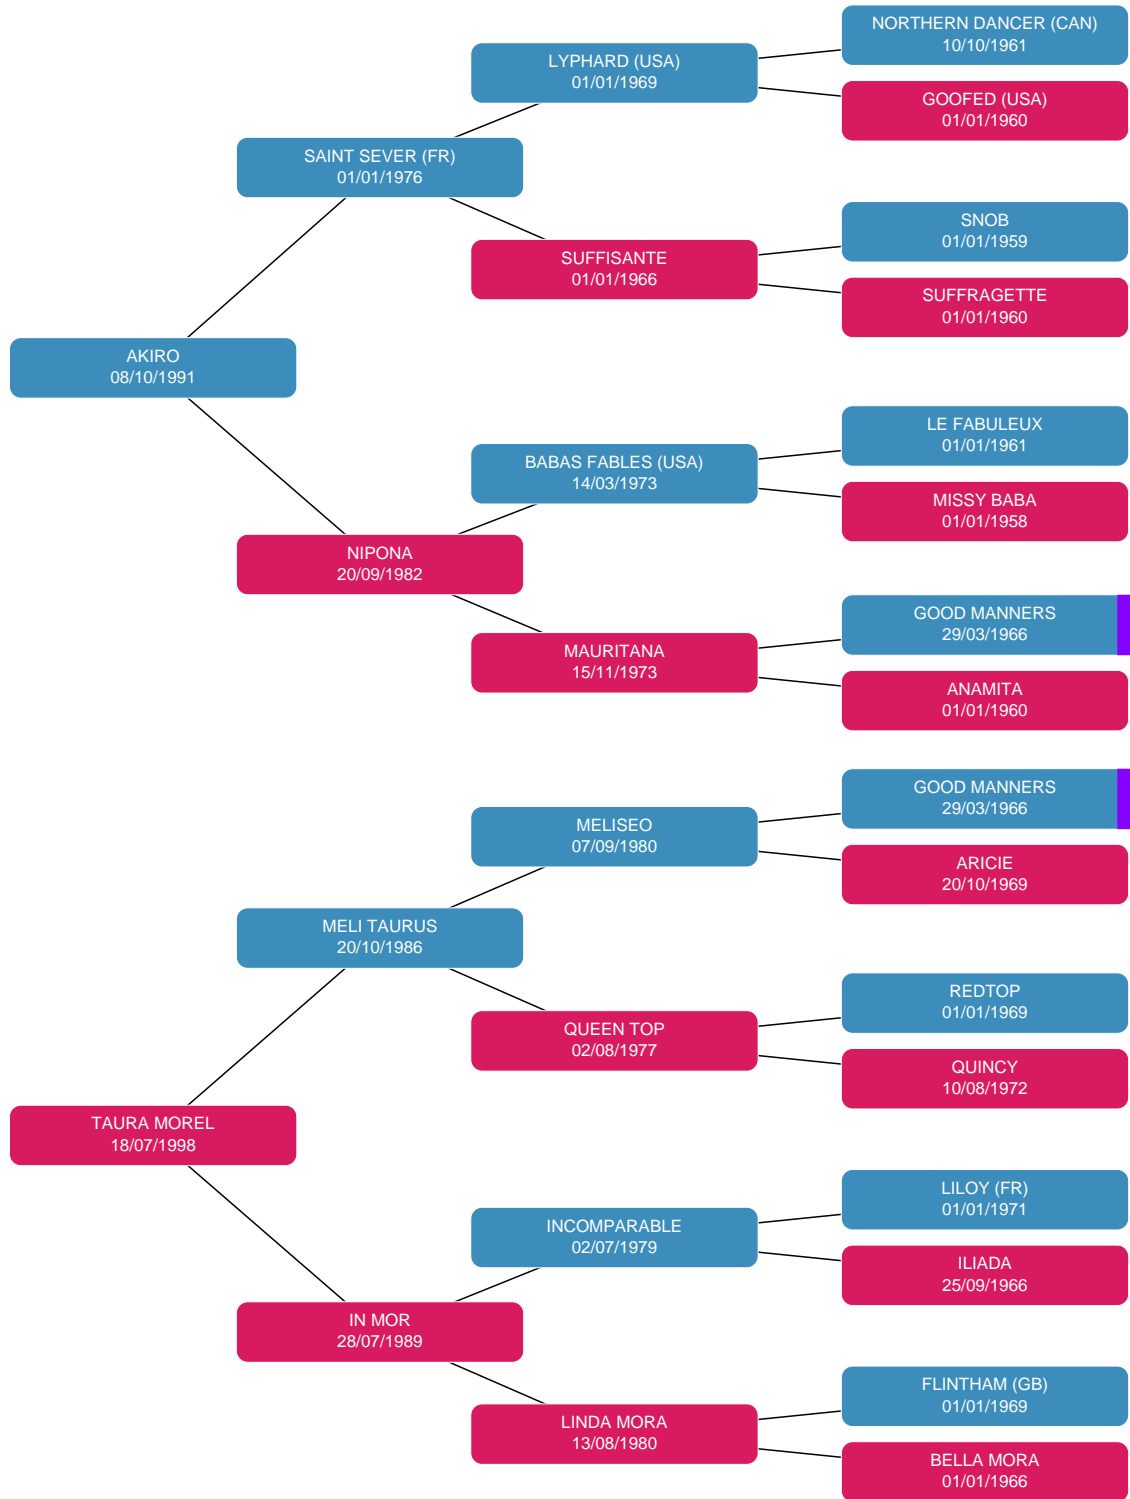 NORTHERN DANCER (CAN)
10/10/1961
LYPHARD (USA)
01/01/1969
GOOFED (USA)
01/01/1960
SAINT SEVER (FR)
01/01/1976
SNOB
01/01/1959
SUFFISANTE
01/01/1966
SUFFRAGETTE
01/01/1960
AKIRO
08/10/1991
LE FABULEUX
01/01/1961
BABAS FABLES (USA)
14/03/1973
MISSY BABA
01/01/1958
NIPONA
20/09/1982
GOOD MANNERS
29/03/1966
MAURITANA
15/11/1973
ANAMITA
01/01/1960
GOOD MANNERS
29/03/1966
MELISEO
07/09/1980
ARICIE
20/10/1969
MELI TAURUS
20/10/1986
REDTOP
01/01/1969
QUEEN TOP
02/08/1977
QUINCY
10/08/1972
TAURA MOREL
18/07/1998
LILOY (FR)
01/01/1971
INCOMPARABLE
02/07/1979
ILIADA
25/09/1966
IN MOR
28/07/1989
FLINTHAM (GB)
01/01/1969
LINDA MORA
13/08/1980
BELLA MORA
01/01/1966